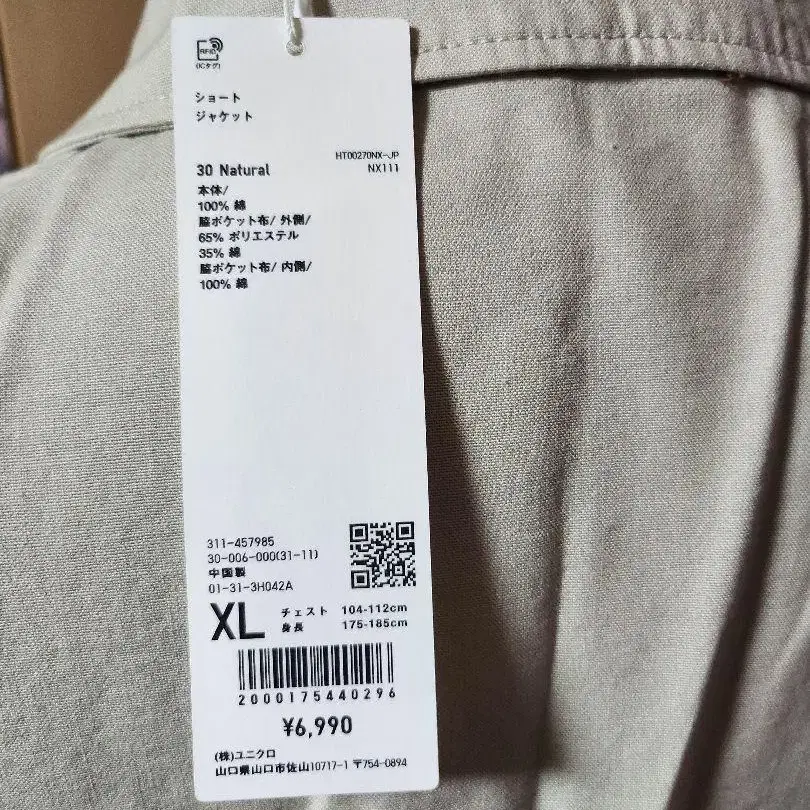 RFID
(ICタグ)
ショート
ジャケット
HT00270NX-JP
30 Natural
NX111
本体/
100% 綿
脇ポケット布/ 外側/
65% ポリエステル
35% 綿
脇ポケット布/ 内側/
100% 綿
311-457985
30-006-000(31-11)
中国製
01-31-3H042A
XL チェスト 104-112cm
身長 175-185cm
2000175440296
¥6,990
(株)ユニクロ
山口県山口市佐山10717-1 〒754-0894